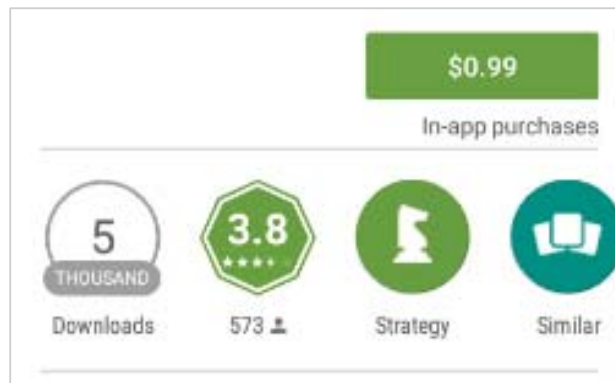 $0.99
In-app purchases
5
THOUSAND
Downloads
3.8
573
Strategy
Similar